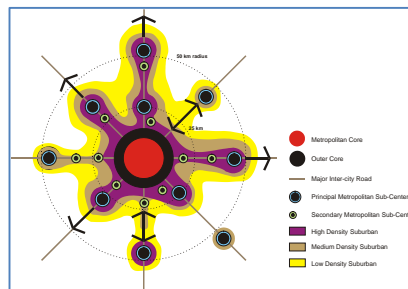 50 km radius
25 km
Metropolitan Core
Outer Core
Major Inter-city Road
Principal Metropolitan Sub-Center
Secondary Metropolitan Sub-Cent
High Density Suburban
Medium Density Suburban
Low Density Suburban